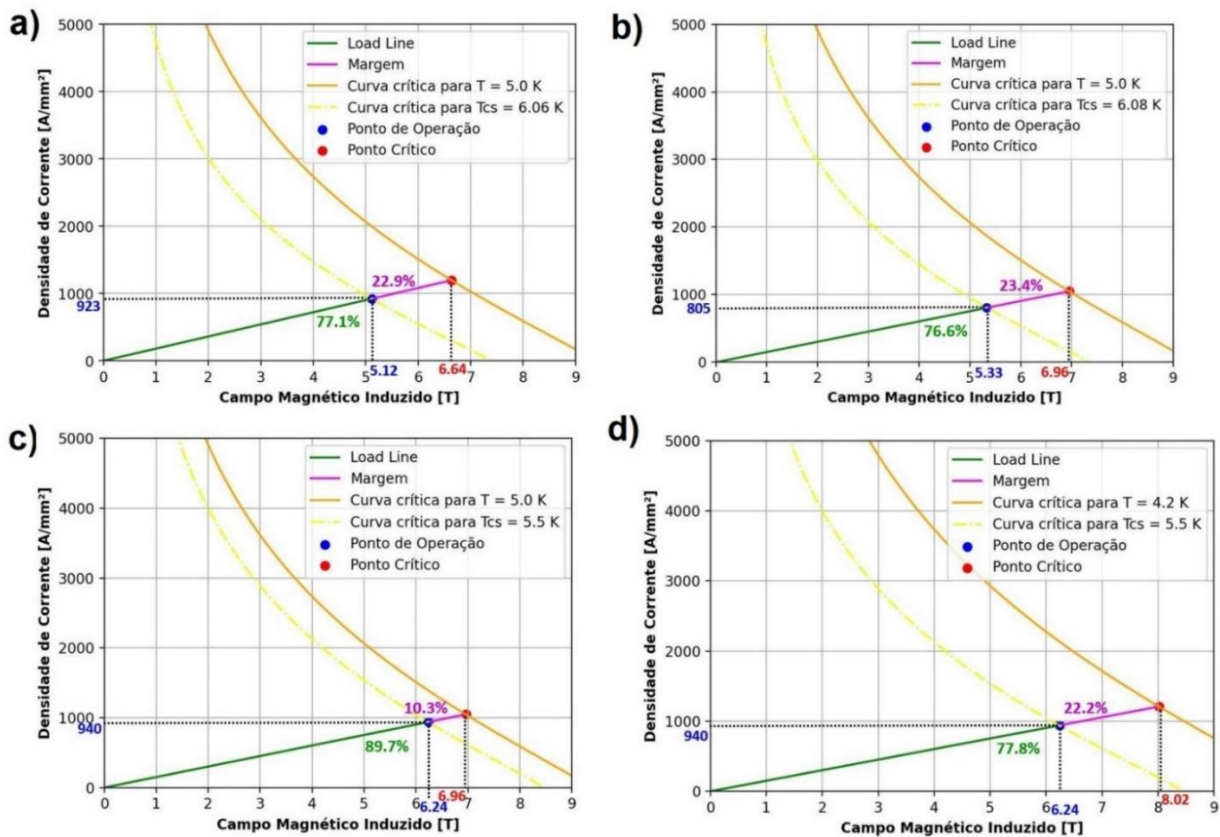 a)
Densidade de Corrente [A/mm²]
5000
4000
3000
2000
1000
923
0
Load Line
Margem
Curva crítica para T = 5.0 K
Curva crítica para Tcs = 6.06 K
Ponto de Operação
Ponto Crítico
22.9%
77.1%
0 1 2 3 4 5 6 7 8 9
5.12 6.64
Campo Magnético Induzido [T]
b)
Densidade de Corrente [A/mm²]
5000
4000
3000
2000
1000
805
0
Load Line
Margem
Curva crítica para T = 5.0 K
Curva crítica para Tcs = 6.08 K
Ponto de Operação
Ponto Crítico
23.4%
76.6%
0 1 2 3 4 5 6 7 8 9
5.33 6.96
Campo Magnético Induzido [T]
c)
Densidade de Corrente [A/mm²]
5000
4000
3000
2000
1000
940
0
Load Line
Margem
Curva crítica para T = 5.0 K
Curva crítica para Tcs = 5.5 K
Ponto de Operação
Ponto Crítico
10.3%
89.7%
0 1 2 3 4 5 6 7 8 9
6.24 6.96
Campo Magnético Induzido [T]
d)
Densidade de Corrente [A/mm²]
5000
4000
3000
2000
1000
940
0
Load Line
Margem
Curva crítica para T = 4.2 K
Curva crítica para Tcs = 5.5 K
Ponto de Operação
Ponto Crítico
22.2%
77.8%
0 1 2 3 4 5 6 7 8 9
6.24 8.02
Campo Magnético Induzido [T]